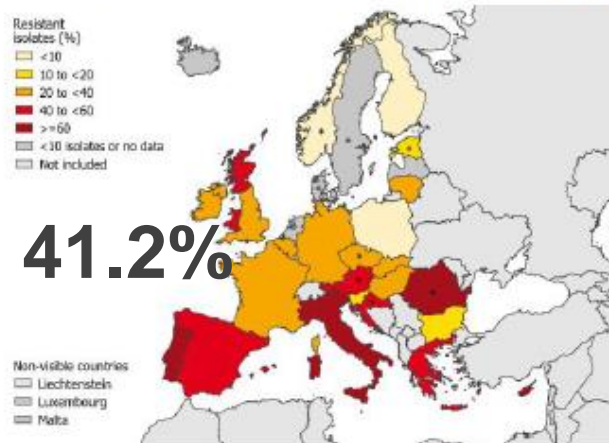 Resistant
isolates (%)
<10
10 to <20
20 to <40
40 to <60
>=60
<10 isolates or no data
Not included
41.2%
Non-visible countries
Liechtenstein
Luxembourg
Malta